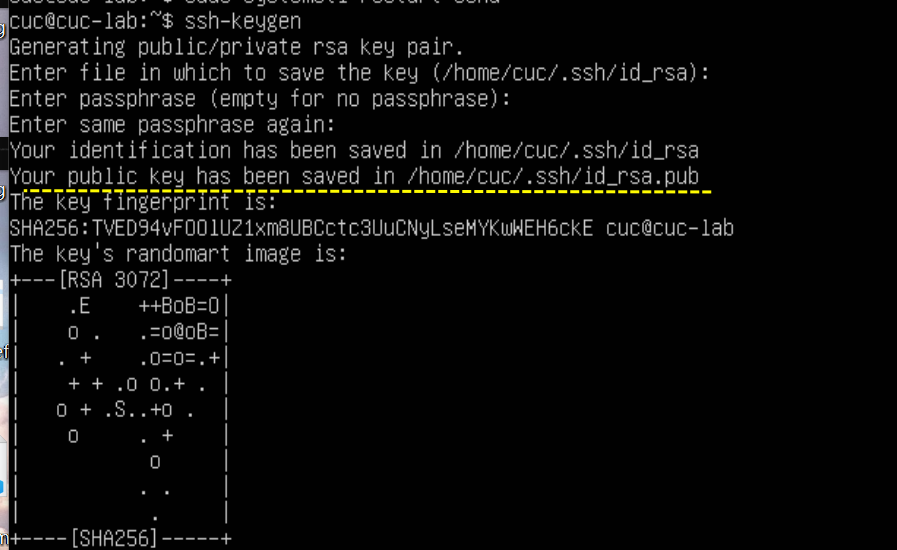 cuc@cuc-lab:~$ ssh-keygen
Generating public/private rsa key pair.
Enter file in which to save the key (/home/cuc/.ssh/id_rsa):
Enter passphrase (empty for no passphrase):
Enter same passphrase again:
Your identification has been saved in /home/cuc/.ssh/id_rsa
Your public key has been saved in /home/cuc/.ssh/id_rsa.pub
The key fingerprint is:
SHA256:TVED94vFOOlUZ1xm8UBCctc3UuCNyLseMYKwWEH6ckE cuc@cuc-lab
The key's randomart image is:
+---[RSA 3072]----+
|    .E    ++BoB=O|
|    o .   .=o@oB=|
|   . +    .o=o=.+|
|    + + .o o.+ . |
|   o + .S..+o .  |
|    o     . +    |
|           o     |
|          . .    |
|           .     |
+----[SHA256]-----+